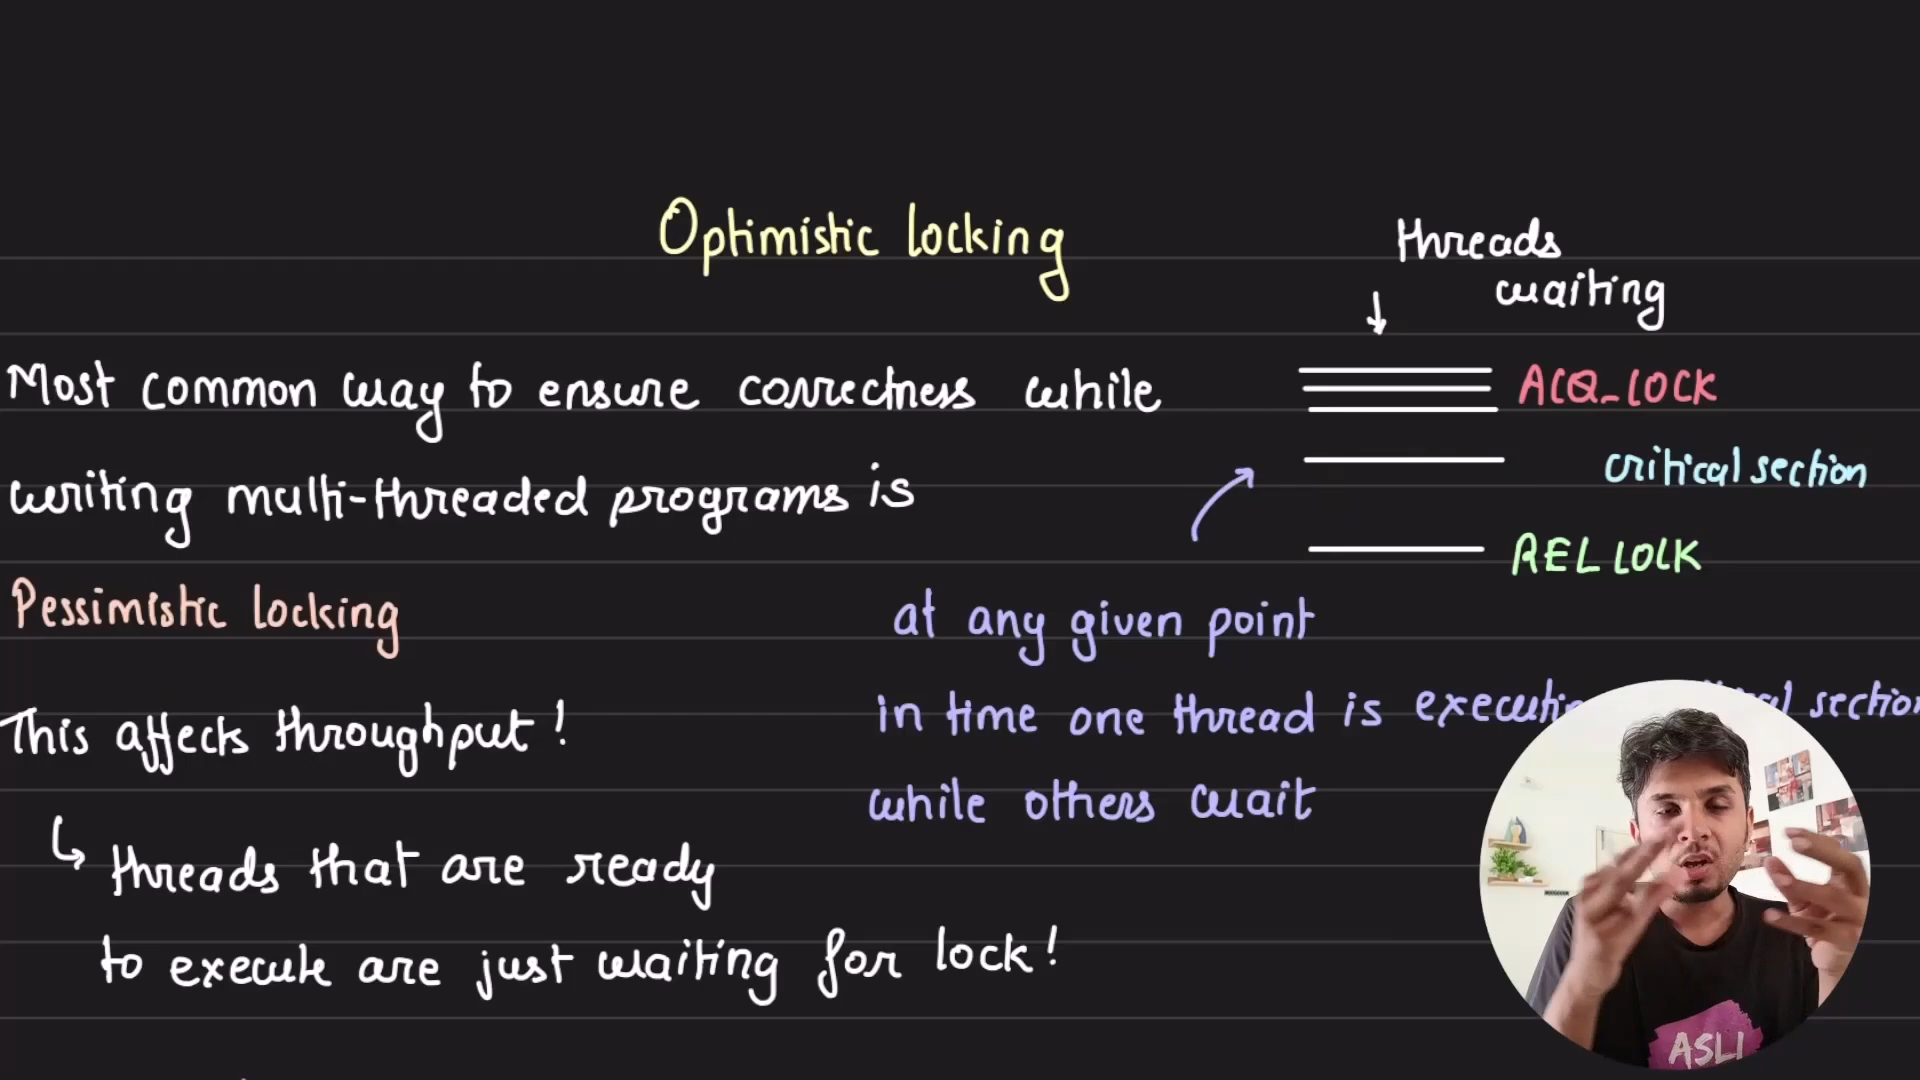 Optimistic locking
threads
waiting
Most common way to ensure correctness while
writing multi-threaded programs is
Pessimistic locking
This affects throughput!
threads that are ready
to execute are just waiting for lock!
ACQ_LOCK
critical section
REL LOCK
at any given point
in time one thread is section
while others wait
ASLI